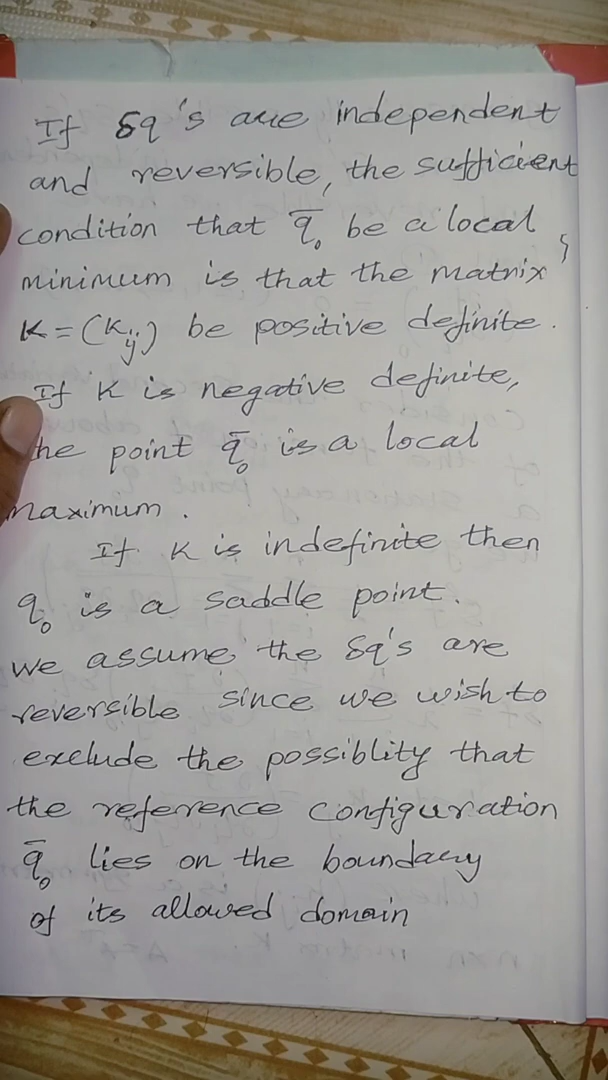 If δq's are independent
and reversible, the sufficient
condition that q̄₀ be a local
minimum is that the matrix
K = (Kᵢⱼ) be positive definite.
If K is negative definite,
he point q̄₀ is a local
maximum.
If K is indefinite then
q₀ is a saddle point.
we assume the δq's are
reversible since we wish to
exclude the possiblity that
the reference configuration
q̄₀ lies on the boundary
of its allowed domain